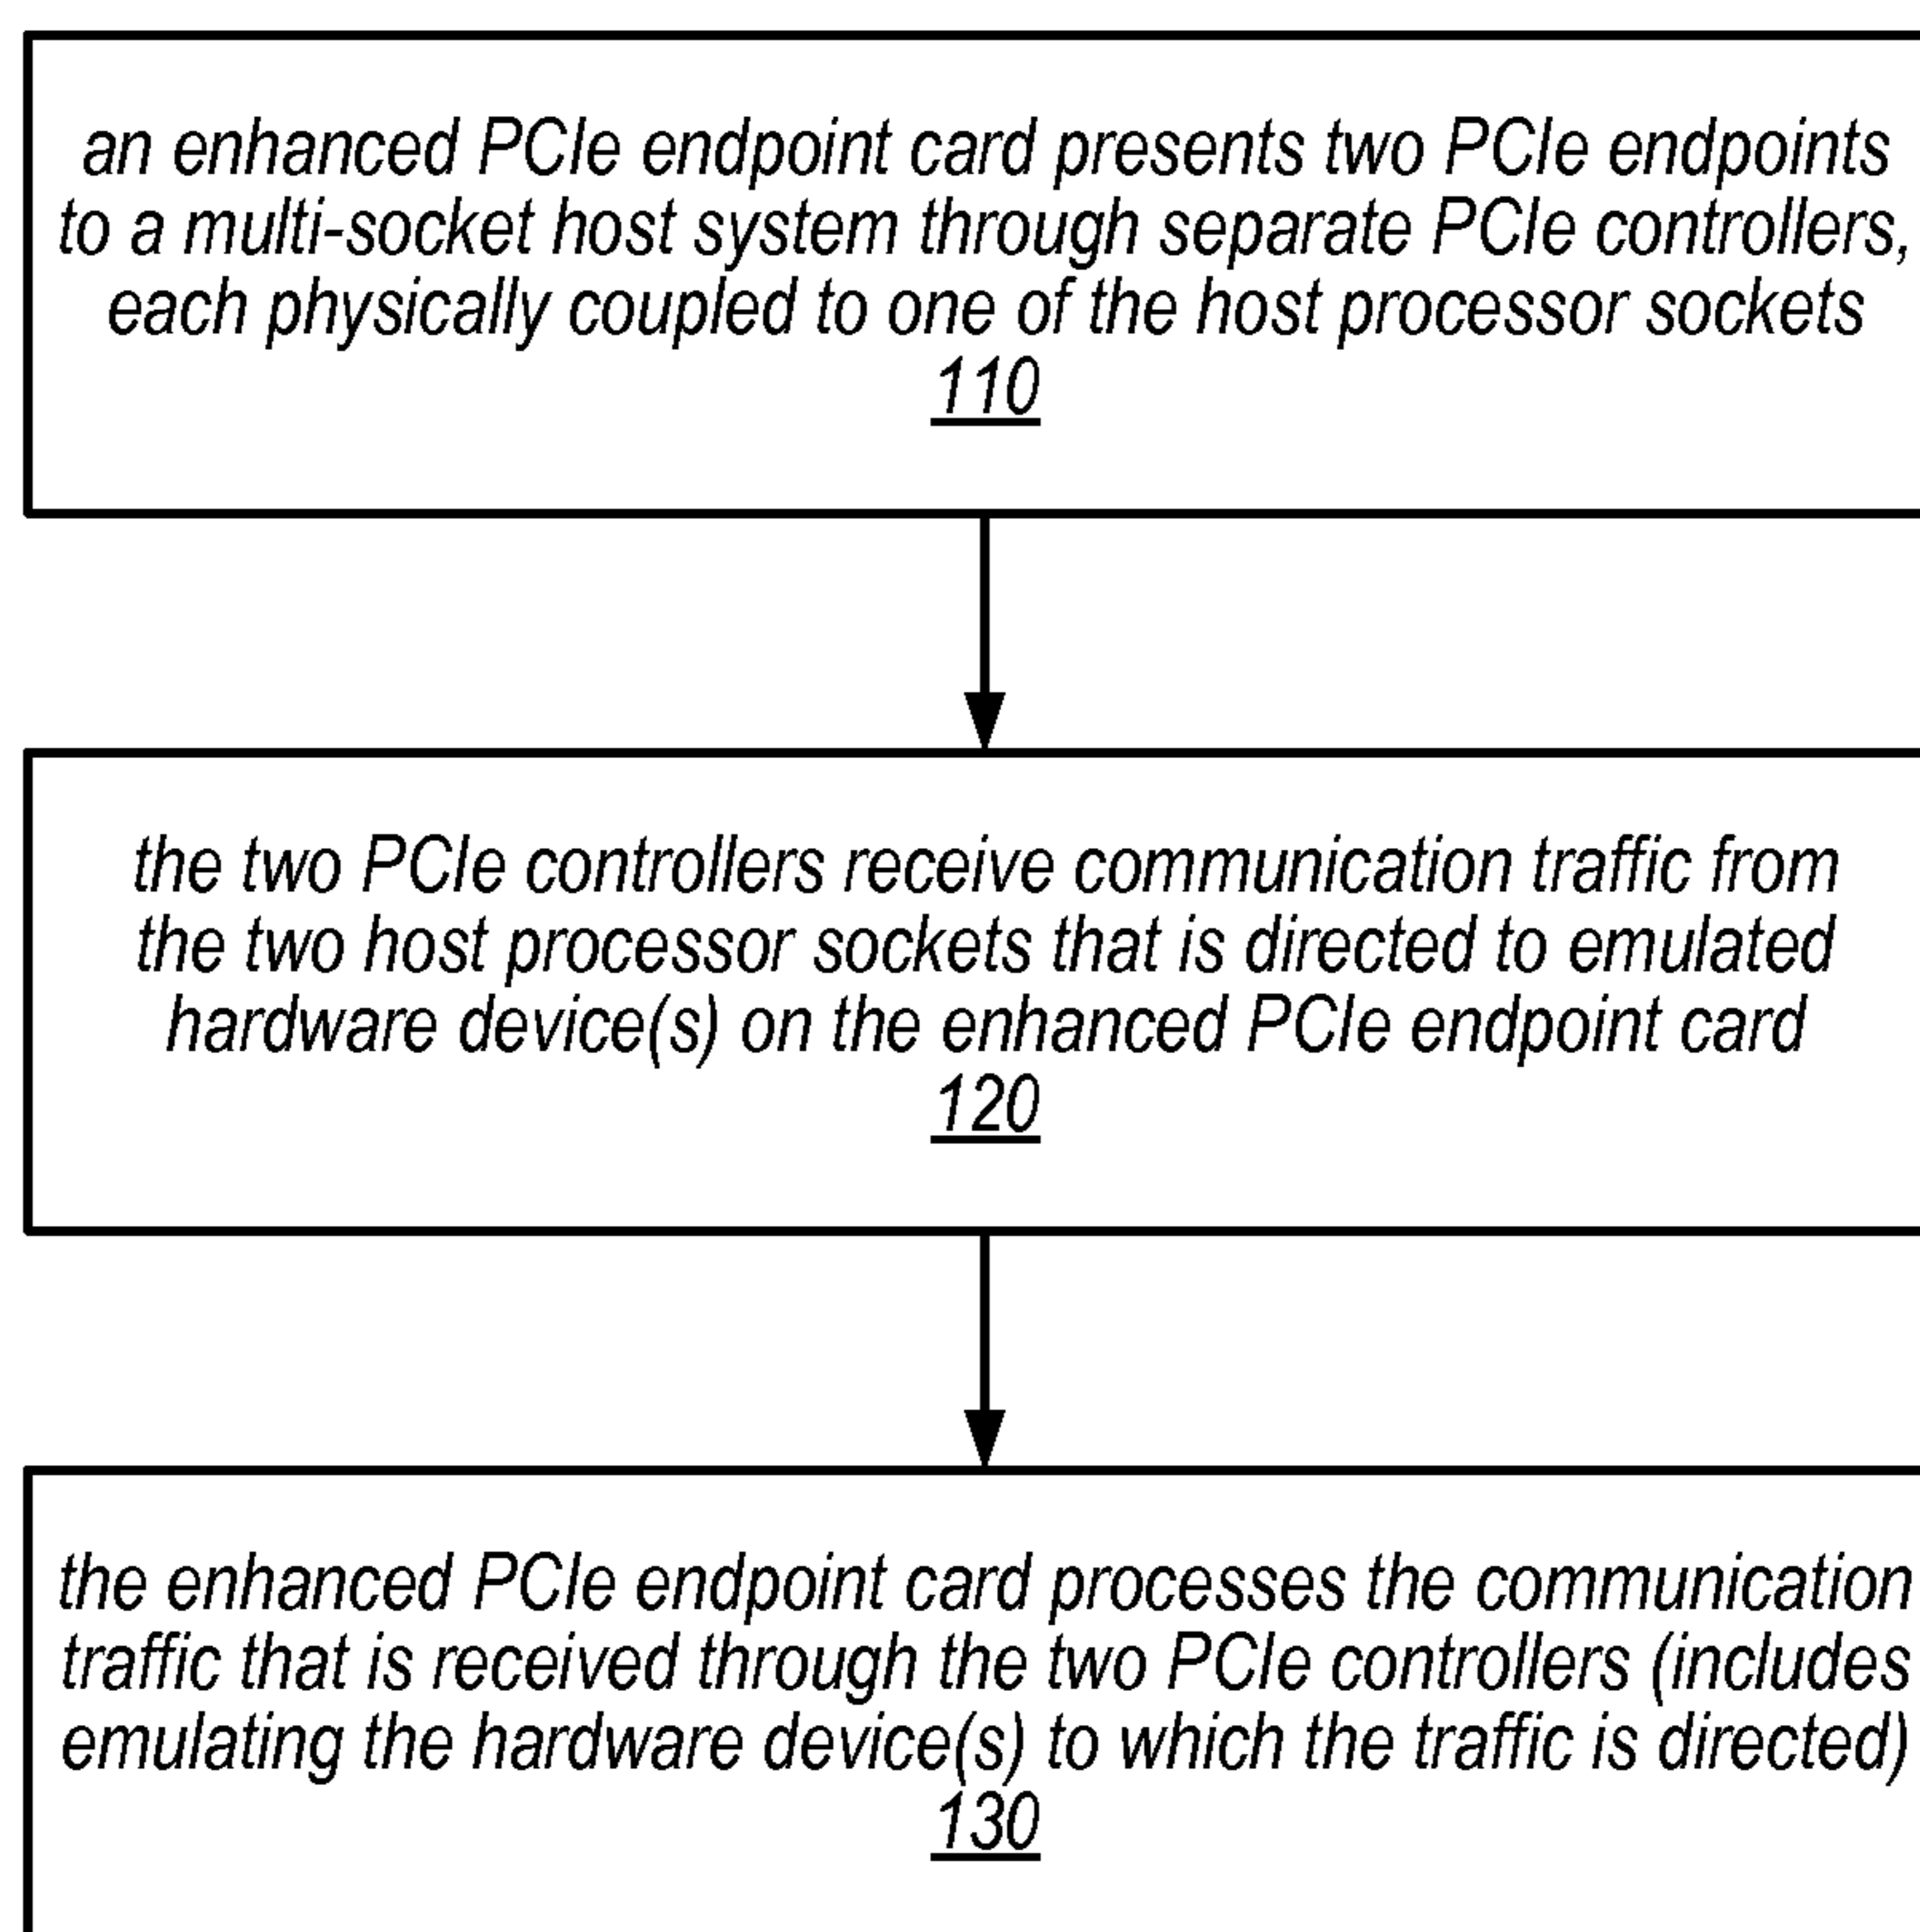 an enhanced PCIe endpoint card presents two PCIe endpoints
to a multi-socket host system through separate PCIe controllers,
each physically coupled to one of the host processor sockets
110
the two PCIe controllers receive communication traffic from
the two host processor sockets that is directed to emulated
hardware device(s) on the enhanced PCIe endpoint card
120
the enhanced PCIe endpoint card processes the communication
traffic that is received through the two PCIe controllers (includes
emulating the hardware device(s) to which the traffic is directed)
130